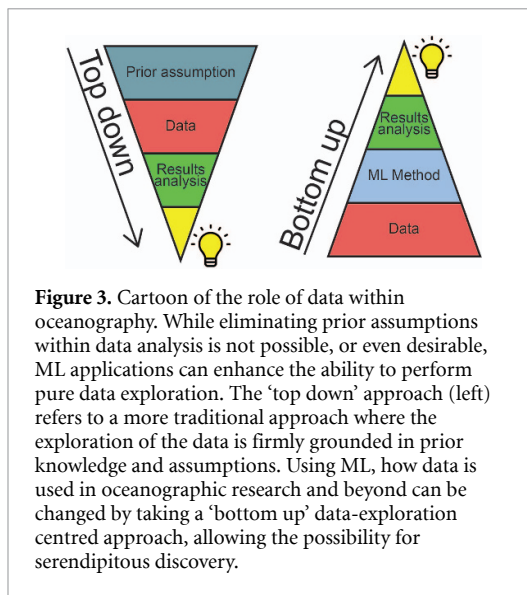 Top down
Prior assumption
Data
Results
analysis
Bottom up
Results
analysis
ML Method
Data
Figure 3. Cartoon of the role of data within
oceanography. While eliminating prior assumptions
within data analysis is not possible, or even desirable,
ML applications can enhance the ability to perform
pure data exploration. The ‘top down’ approach (left)
refers to a more traditional approach where the
exploration of the data is firmly grounded in prior
knowledge and assumptions. Using ML, how data is
used in oceanographic research and beyond can be
changed by taking a ‘bottom up’ data-exploration
centred approach, allowing the possibility for
serendipitous discovery.